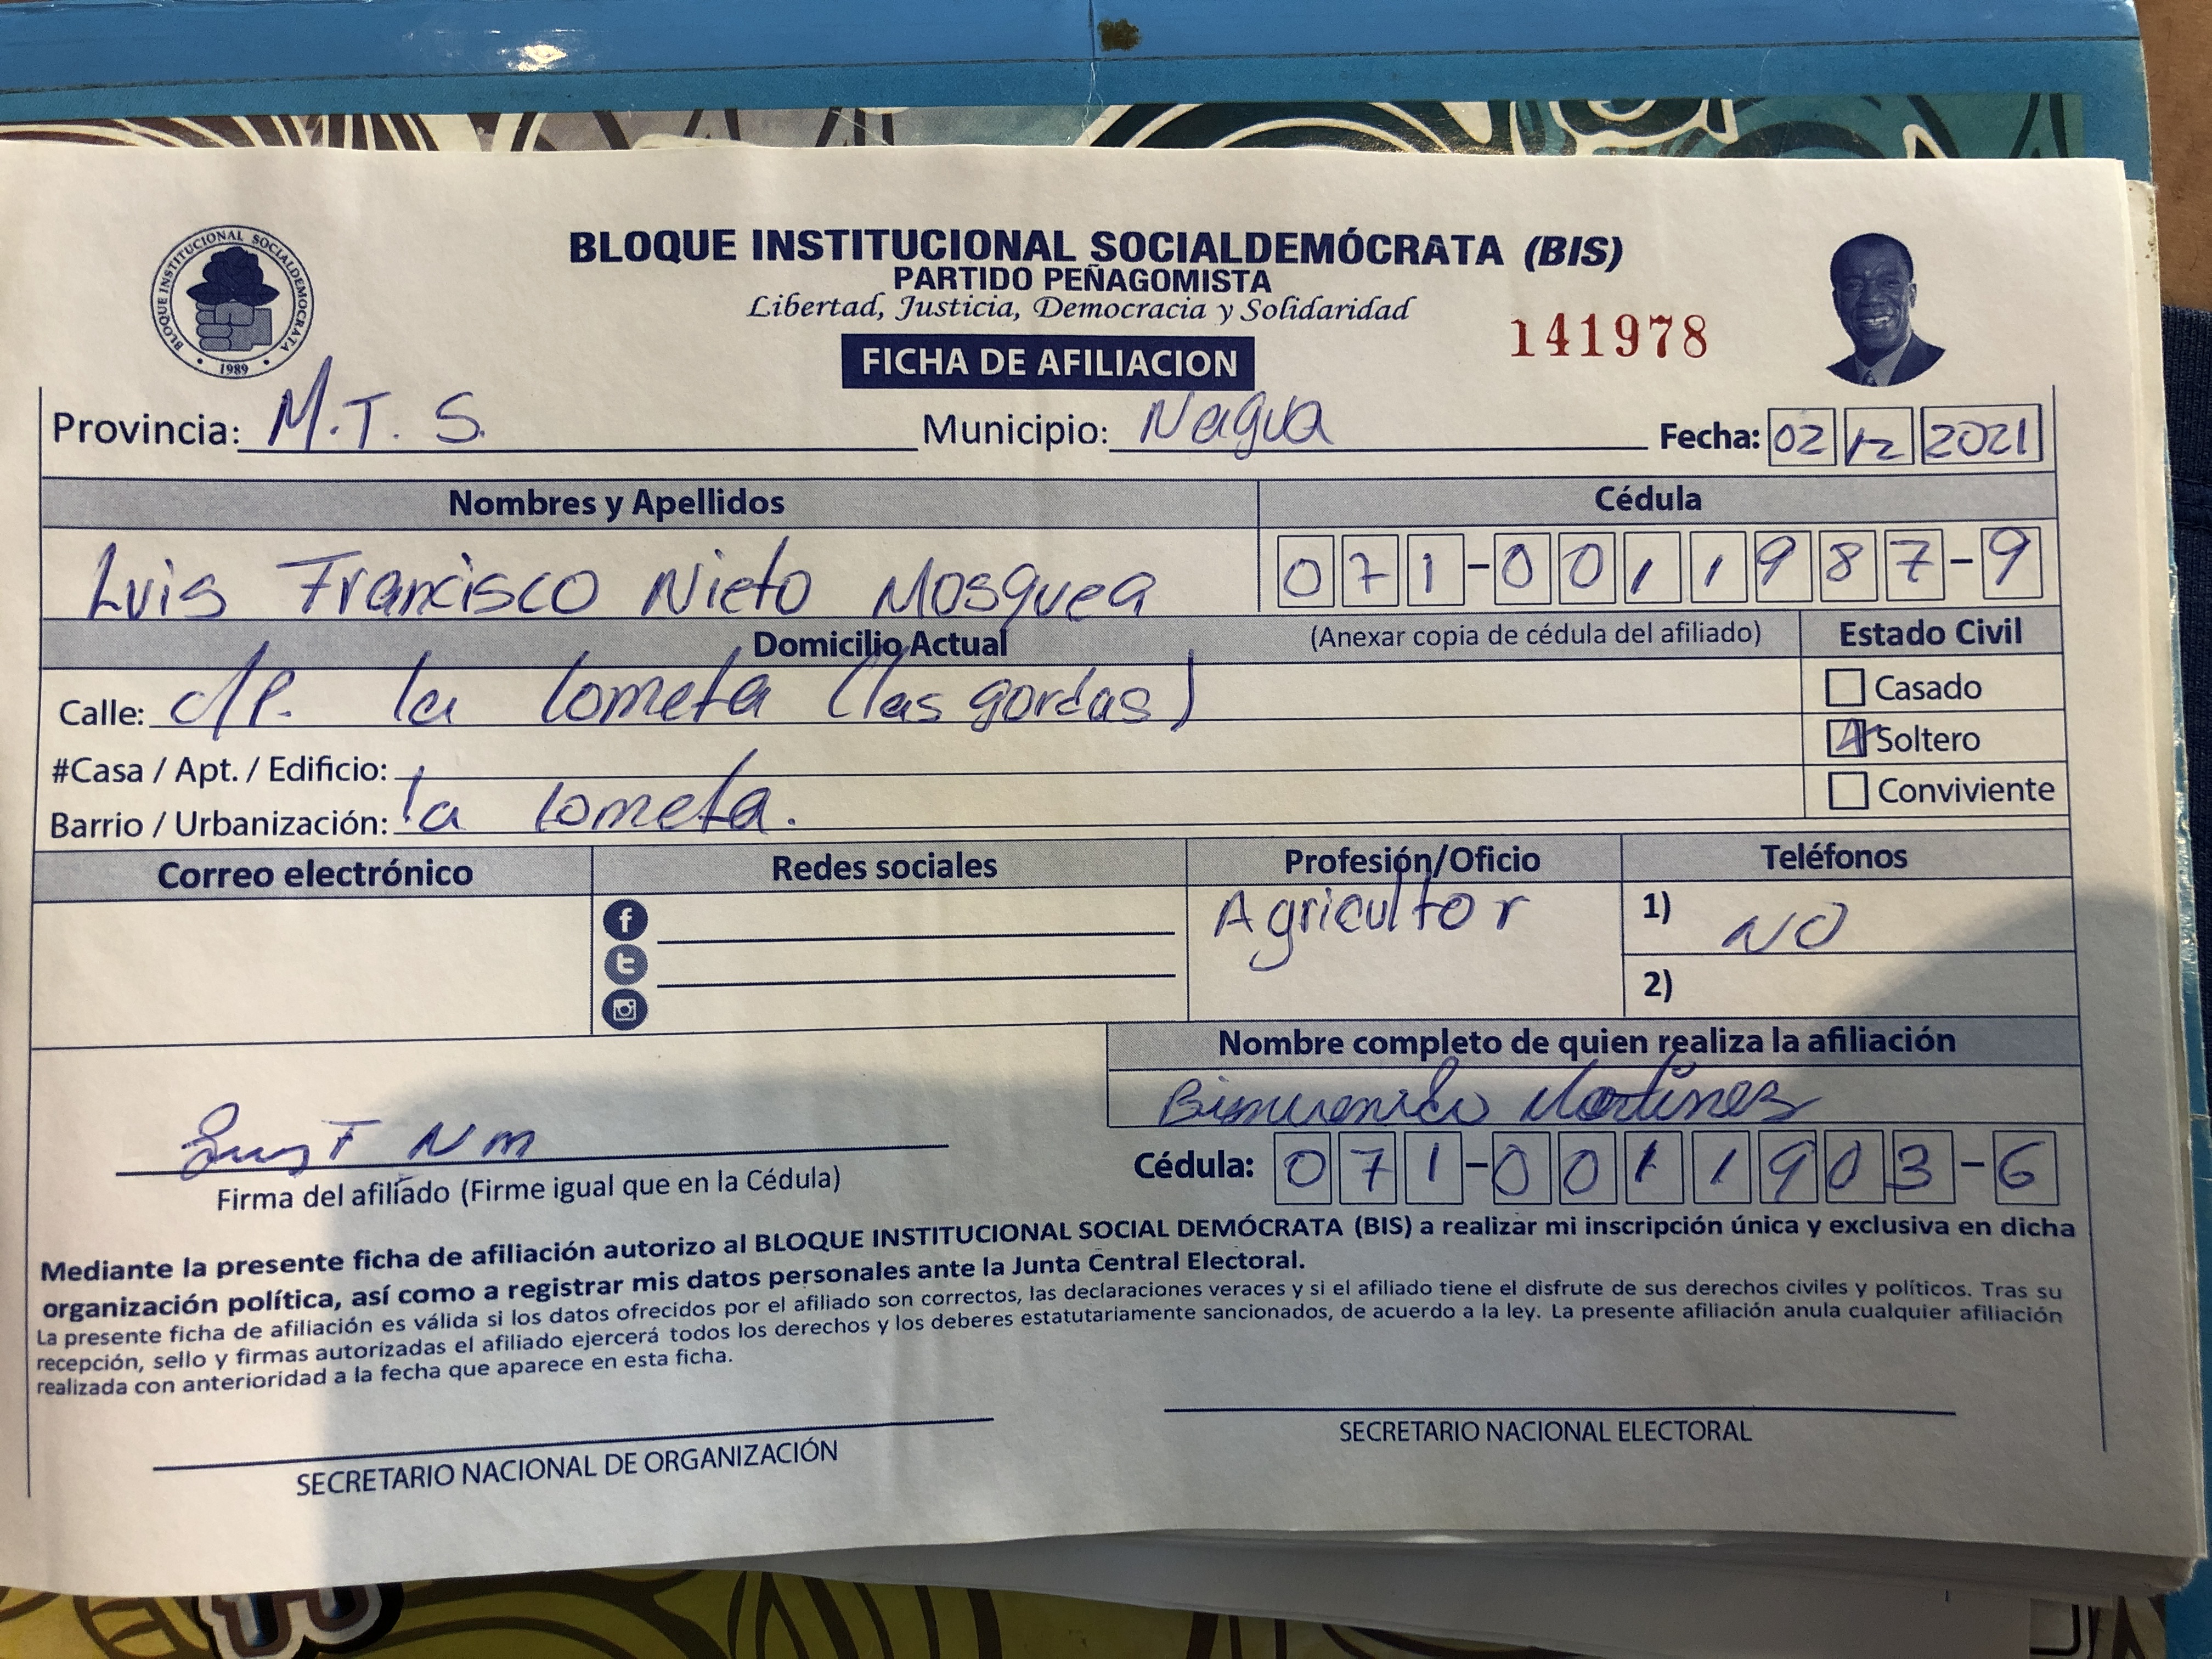 BLOQUE INSTITUCIONAL SOCIALDEMOCRATA
1989
BLOQUE INSTITUCIONAL SOCIALDEMÓCRATA (BIS)
PARTIDO PEÑAGOMISTA
Libertad, Justicia, Democracia y Solidaridad
141978
FICHA DE AFILIACION
Provincia: M.T.S. Municipio: Nagua Fecha: 02 12 2021
Nombres y Apellidos Cédula
Luis Francisco Nieto Mosquea 071-0011987-9
Domicilio Actual (Anexar copia de cédula del afiliado) Estado Civil
Calle: c/p. la lometa (las gordas) Casado
#Casa / Apt. / Edificio: Soltero
Barrio / Urbanización: la lometa. Conviviente
Correo electrónico Redes sociales Profesión/Oficio Teléfonos
Agricultor 1) NO
2)
Nombre completo de quien realiza la afiliación
Bienvenido Martinez
Luis F N M
Firma del afiliado (Firme igual que en la Cédula) Cédula: 071-0011903-6
Mediante la presente ficha de afiliación autorizo al BLOQUE INSTITUCIONAL SOCIAL DEMÓCRATA (BIS) a realizar mi inscripción única y exclusiva en dicha
organización política, así como a registrar mis datos personales ante la Junta Central Electoral.
La presente ficha de afiliación es válida si los datos ofrecidos por el afiliado son correctos, las declaraciones veraces y si el afiliado tiene el disfrute de sus derechos civiles y políticos. Tras su
recepción, sello y firmas autorizadas el afiliado ejercerá todos los derechos y los deberes estatutariamente sancionados, de acuerdo a la ley. La presente afiliación anula cualquier afiliación
realizada con anterioridad a la fecha que aparece en esta ficha.
SECRETARIO NACIONAL DE ORGANIZACIÓN SECRETARIO NACIONAL ELECTORAL